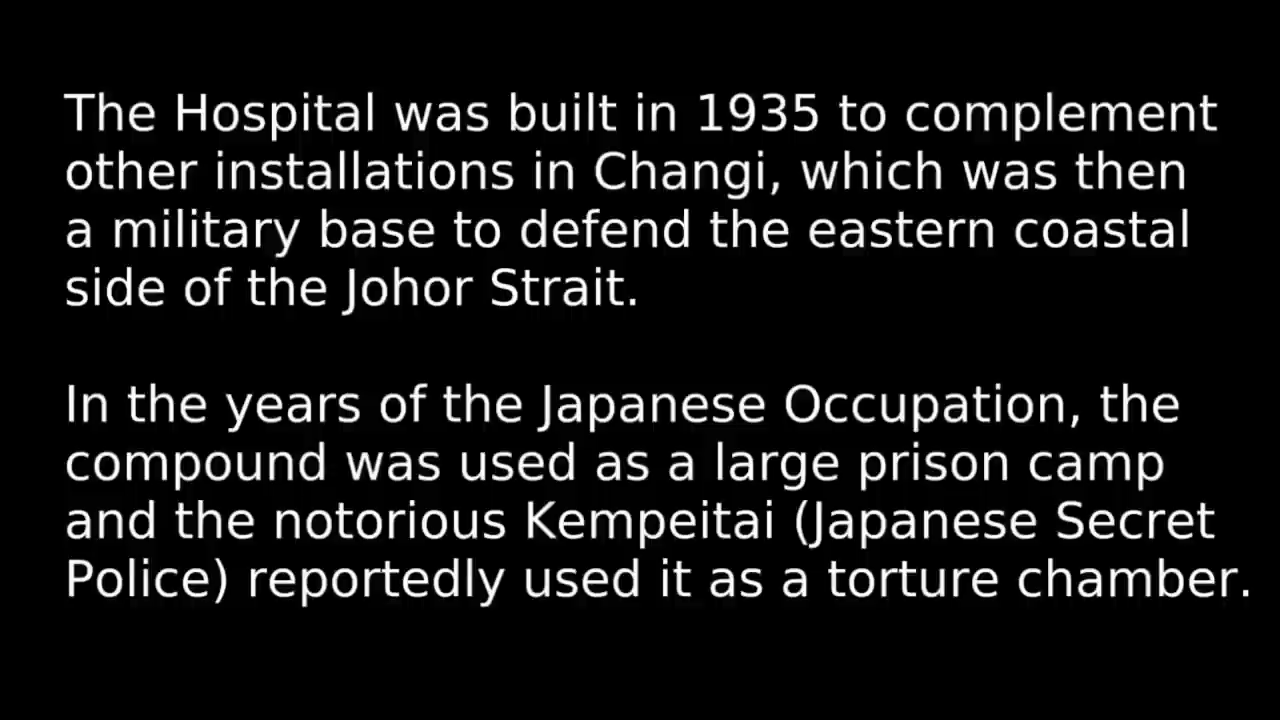 The Hospital was built in 1935 to complement
other installations in Changi, which was then
a military base to defend the eastern coastal
side of the Johor Strait.
In the years of the Japanese Occupation, the
compound was used as a large prison camp
and the notorious Kempeitai (Japanese Secret
Police) reportedly used it as a torture chamber.